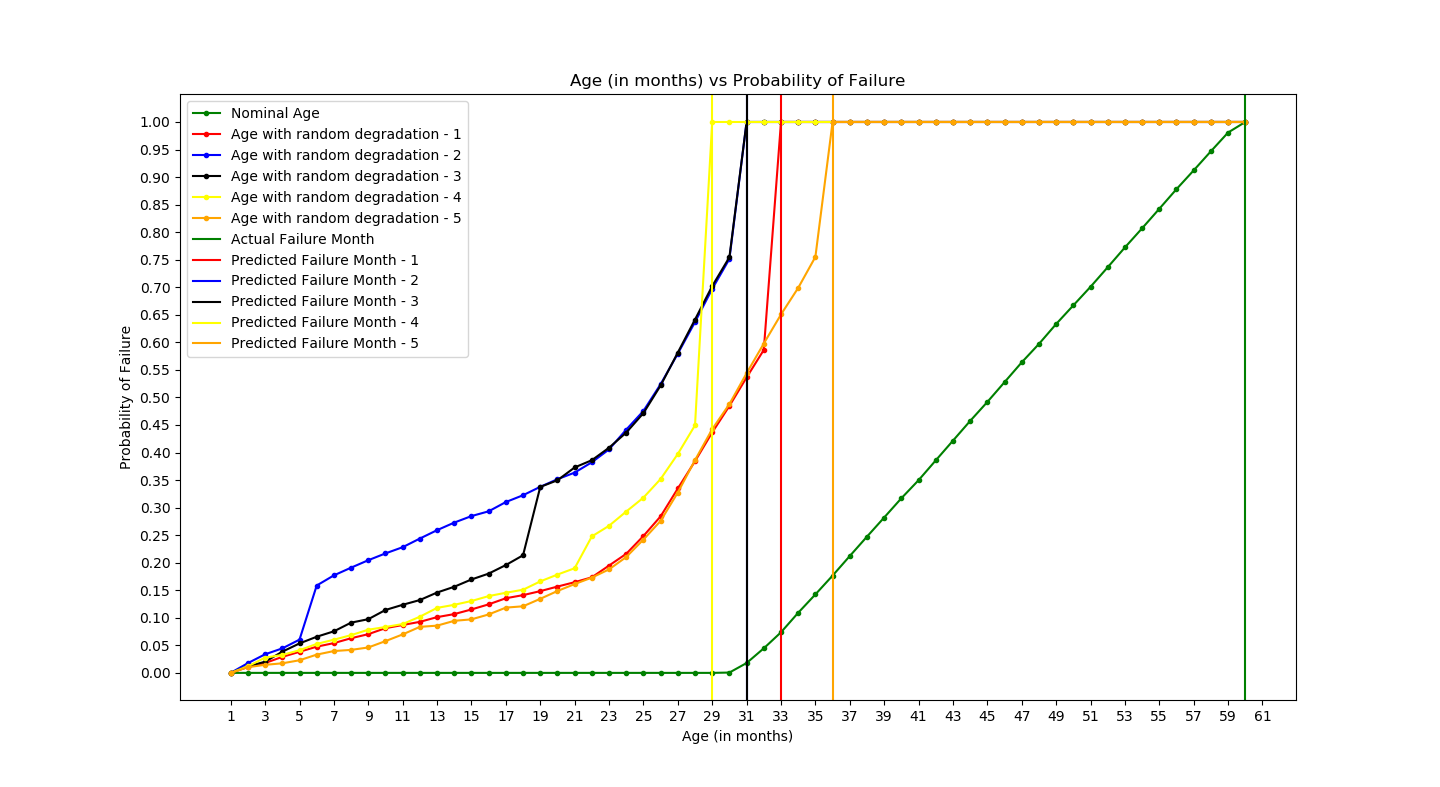 Age (in months) vs Probability of Failure
Nominal Age
Age with random degradation - 1
Age with random degradation - 2
Age with random degradation - 3
Age with random degradation - 4
Age with random degradation - 5
Actual Failure Month
Predicted Failure Month - 1
Predicted Failure Month - 2
Predicted Failure Month - 3
Predicted Failure Month - 4
Predicted Failure Month - 5
Probability of Failure
1.00
0.95
0.90
0.85
0.80
0.75
0.70
0.65
0.60
0.55
0.50
0.45
0.40
0.35
0.30
0.25
0.20
0.15
0.10
0.05
0.00
1 3 5 7 9 11 13 15 17 19 21 23 25 27 29 31 33 35 37 39 41 43 45 47 49 51 53 55 57 59 61
Age (in months)